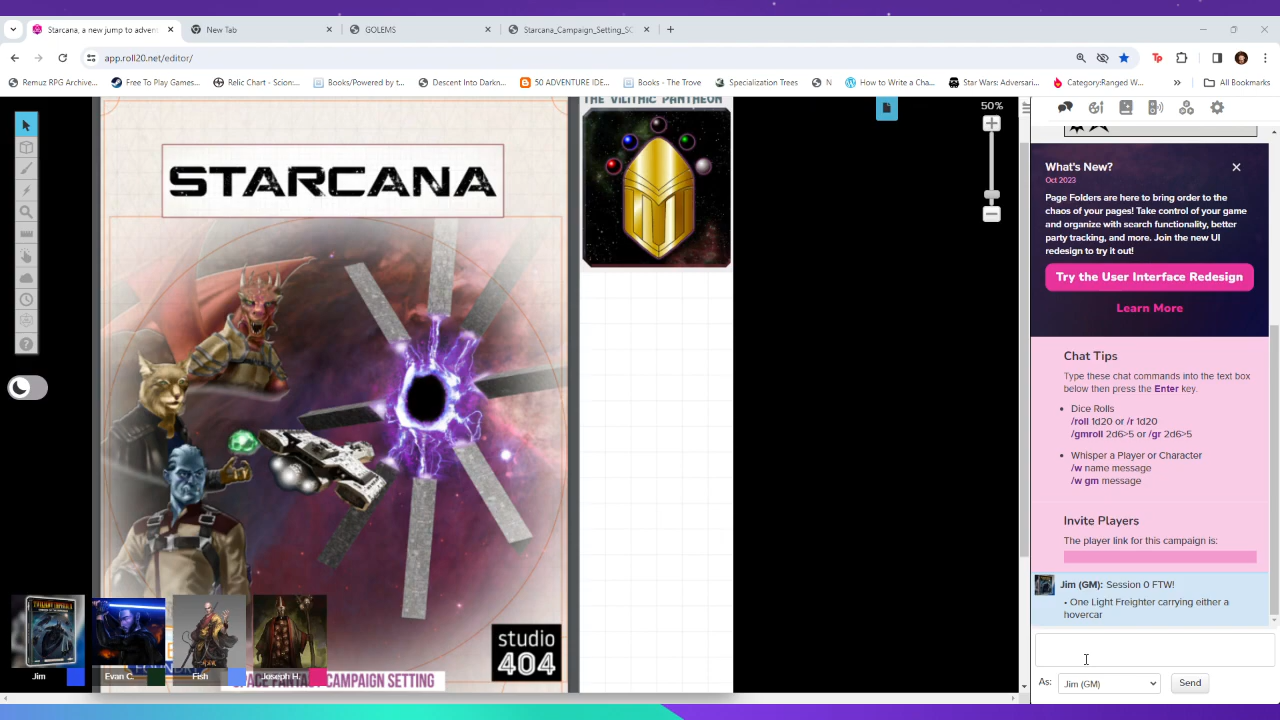 Starcana, a new jump to adven
New Tab
GOLEMS
Starcana_Campaign_Setting_SC
app.roll20.net/editor/
Remuz RPG Archive...
Free To Play Games...
Relic Chart - Scion:...
Books/Powered by t...
Descent Into Darkn...
50 ADVENTURE IDE...
Books - The Trove
Specialization Trees
N
How to Write a Cha...
Star Wars: Adversari...
Category:Ranged W...
All Bookmarks
THE VILITHIC PANTHEON
50%
STARCANA
What's New?
Oct 2023
Page Folders are here to bring order to the
chaos of your pages! Take control of your game
and organize with search functionality, better
party tracking, and more. Join the new UI
redesign to try it out!
Try the User Interface Redesign
Learn More
Chat Tips
Type these chat commands into the text box
below then press the Enter key.
• Dice Rolls
/roll 1d20 or /r 1d20
/gmroll 2d6>5 or /gr 2d6>5
• Whisper a Player or Character
/w name message
/w gm message
Invite Players
The player link for this campaign is:
Jim (GM): Session 0 FTW!
• One Light Freighter carrying either a
hovercar
As:
Jim (GM)
Send
studio
404
SPACE FANTASY CAMPAIGN SETTING
Jim
Evan C.
Fish
Joseph H.